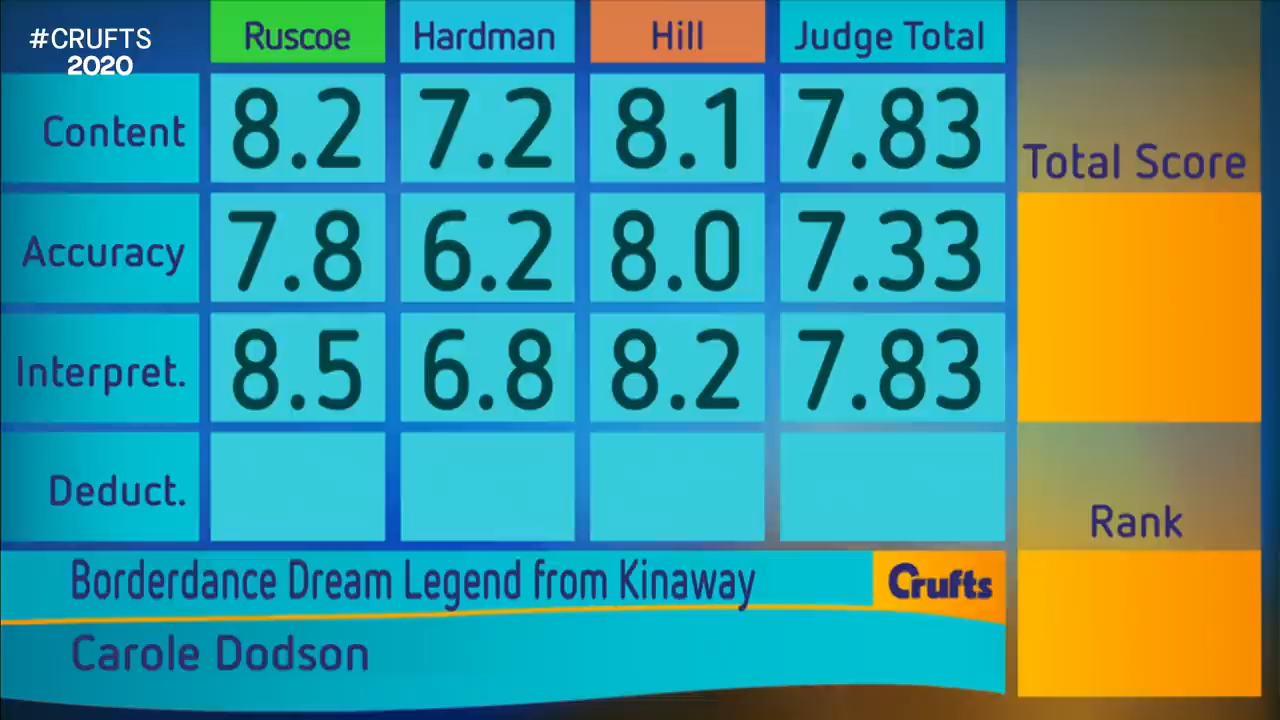 #CRUFTS
2020
Ruscoe Hardman Hill Judge Total
Content 8.2 7.2 8.1 7.83
Total Score
Accuracy 7.8 6.2 8.0 7.33
Interpret. 8.5 6.8 8.2 7.83
Deduct.
Rank
Borderdance Dream Legend from Kinaway
Crufts
Carole Dodson